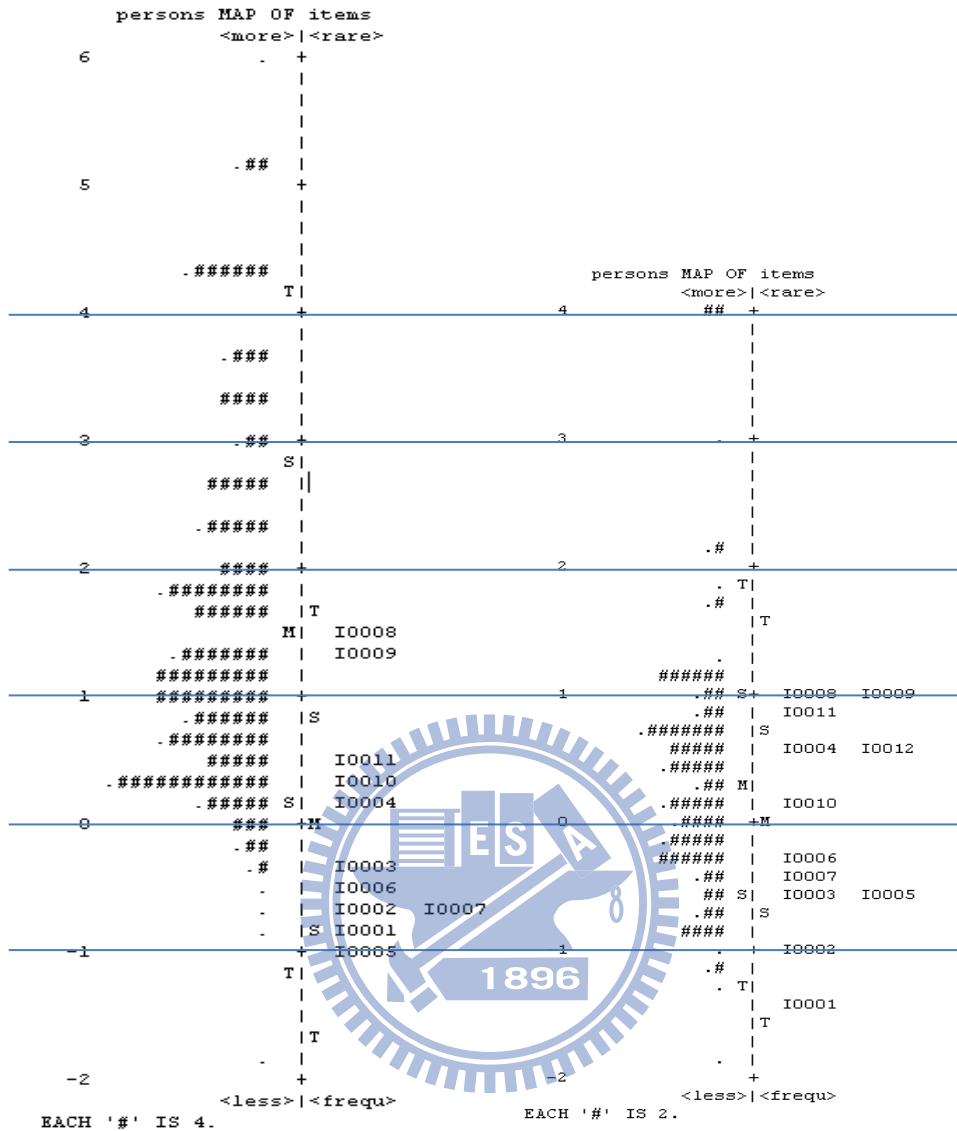 persons MAP OF items
<more>|<rare>
6 . +
|
|
|
.## |
5 +
|
|
|
|
|
.###### |
T|
4 +
|
|
.### |
|
#### |
|
3 .## +
S|
##### |
|
.##### |
|
2 #### +
.######## |
###### |T
M| I0008
.####### | I0009
######### |
1 ######### +
.###### |S
.######## |
##### | I0011
.############ | I0010
.##### S| I0004
0 ### +M
.## |
.# | I0003
. | I0006
. | I0002 I0007
. |S I0001
-1 + I0005
T|
|
|
|T
. |
-2 +
<less>|<frequ>
EACH '#' IS 4.
persons MAP OF items
<more>|<rare>
4 ## +
|
|
|
|
|
|
3 . +
|
|
|
|
|
.# |
2 +
. T|
.# |
|T
|
. |
###### |
1 .## S+ I0008 I0009
.## | I0011
.####### |S
##### | I0004 I0012
.##### |
.## M|
.##### | I0010
0 .#### +M
.##### |
###### | I0006
.## | I0007
## S| I0003 I0005
.## |S
#### |
1 . + I0002
.# |
. T|
| I0001
|T
|
. |
-2 +
<less>|<frequ>
EACH '#' IS 2.
ESA
1896